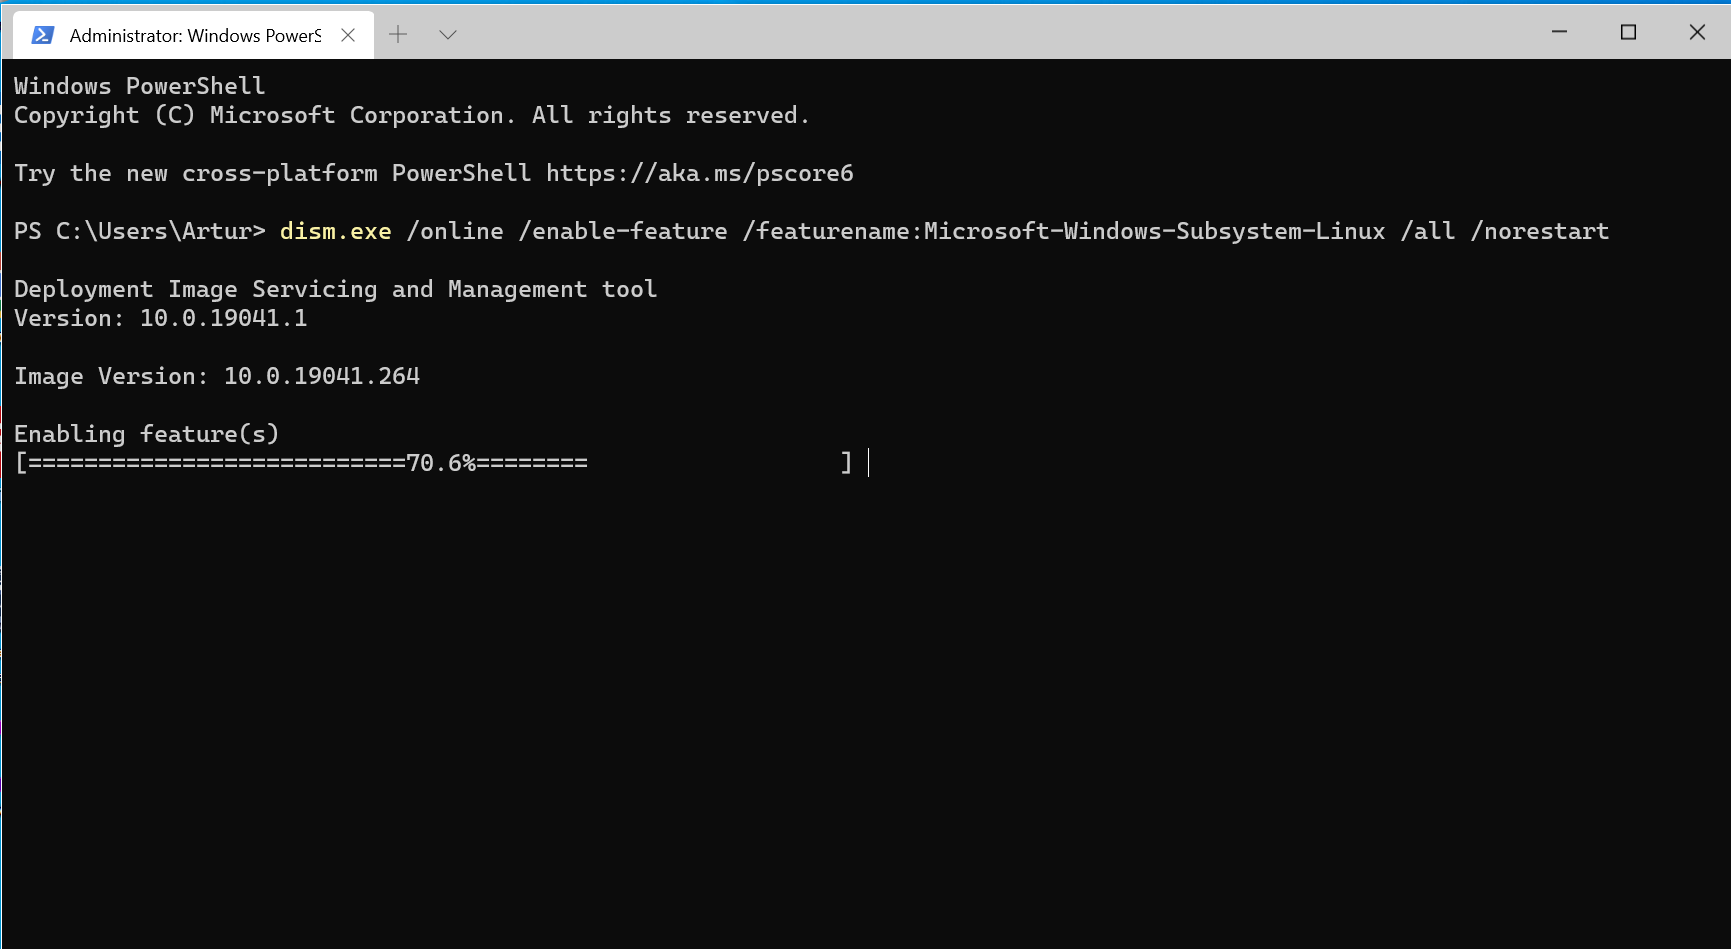 Administrator: Windows PowerS
Windows PowerShell
Copyright (C) Microsoft Corporation. All rights reserved.
Try the new cross-platform PowerShell https://aka.ms/pscore6
PS C:\Users\Artur> dism.exe /online /enable-feature /featurename:Microsoft-Windows-Subsystem-Linux /all /norestart
Deployment Image Servicing and Management tool
Version: 10.0.19041.1
Image Version: 10.0.19041.264
Enabling feature(s)
[===========================70.6%========                  ]